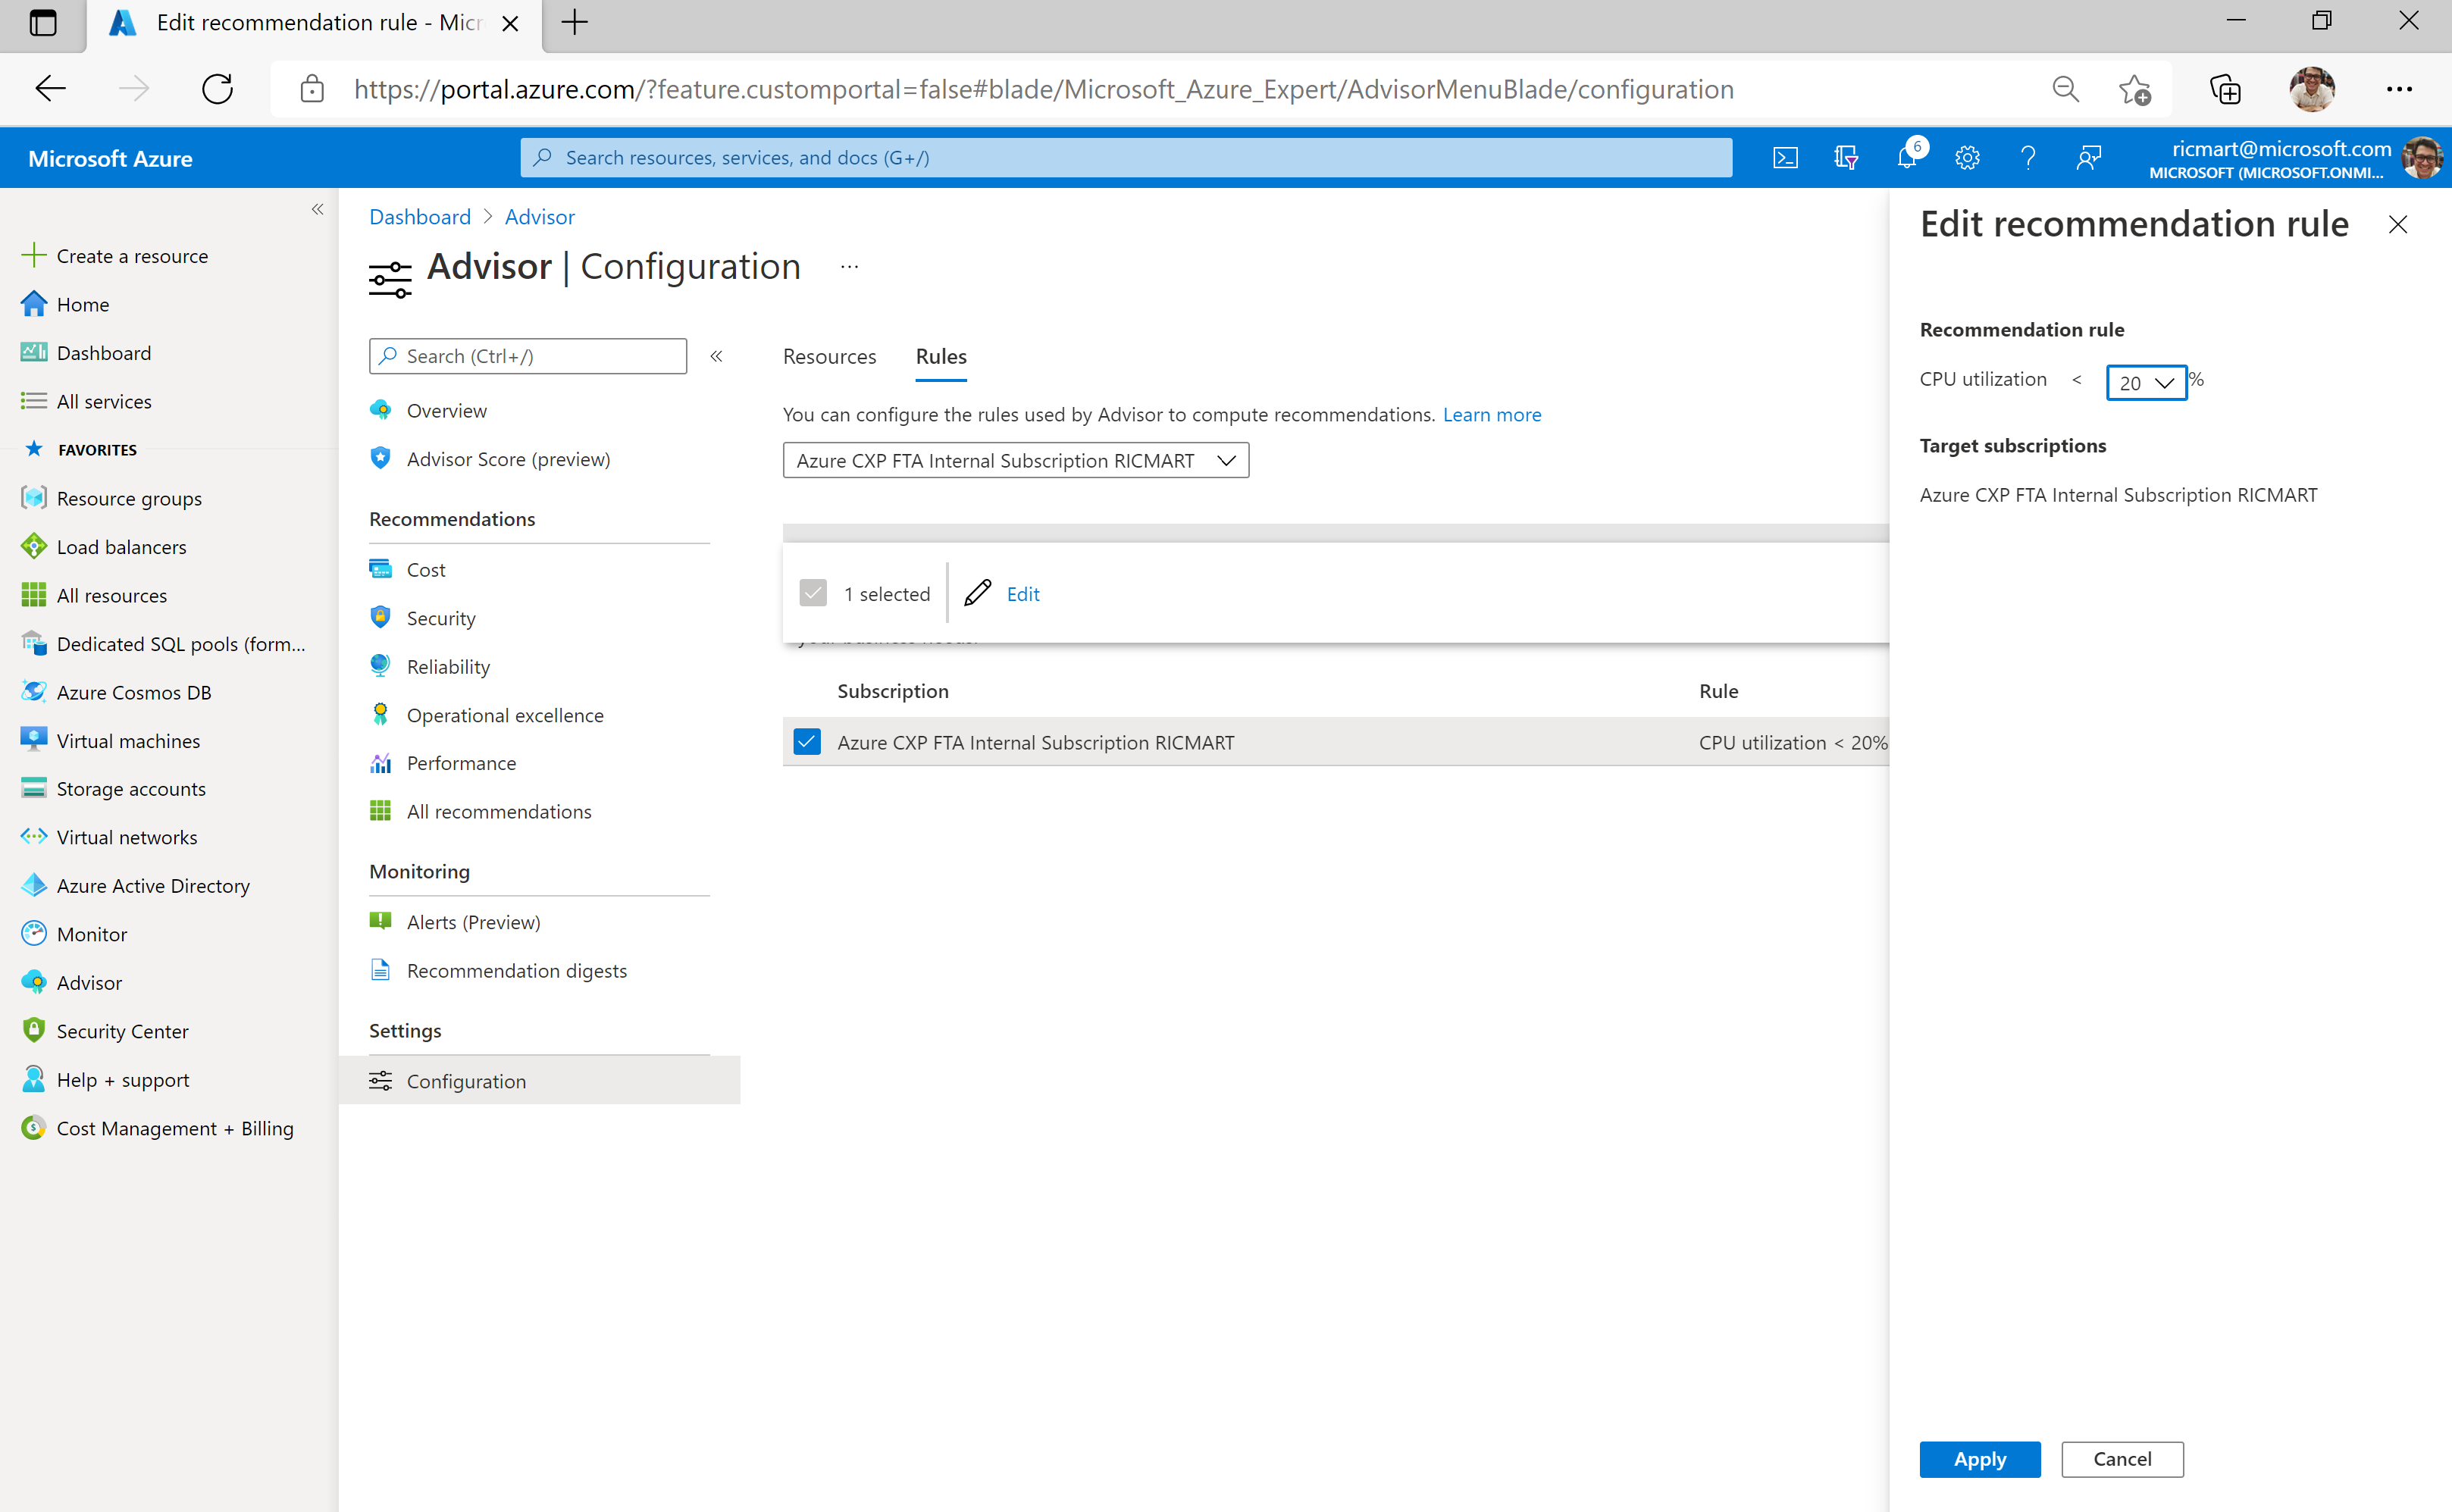 Edit recommendation rule - Micr
https://portal.azure.com/?feature.customportal=false#blade/Microsoft_Azure_Expert/AdvisorMenuBlade/configuration
Microsoft Azure
Search resources, services, and docs (G+/)
6
ricmart@microsoft.com
MICROSOFT (MICROSOFT.ONMI...
Create a resource
Home
Dashboard
All services
FAVORITES
Resource groups
Load balancers
All resources
Dedicated SQL pools (form...
Azure Cosmos DB
Virtual machines
Storage accounts
Virtual networks
Azure Active Directory
Monitor
Advisor
Security Center
Help + support
Cost Management + Billing
Dashboard > Advisor
Advisor | Configuration ...
Search (Ctrl+/)
Overview
Advisor Score (preview)
Recommendations
Cost
Security
Reliability
Operational excellence
Performance
All recommendations
Monitoring
Alerts (Preview)
Recommendation digests
Settings
Configuration
Resources Rules
You can configure the rules used by Advisor to compute recommendations. Learn more
Azure CXP FTA Internal Subscription RICMART
1 selected Edit
Subscription Rule
Azure CXP FTA Internal Subscription RICMART CPU utilization < 20%
Edit recommendation rule
Recommendation rule
CPU utilization < 20 %
Target subscriptions
Azure CXP FTA Internal Subscription RICMART
Apply Cancel